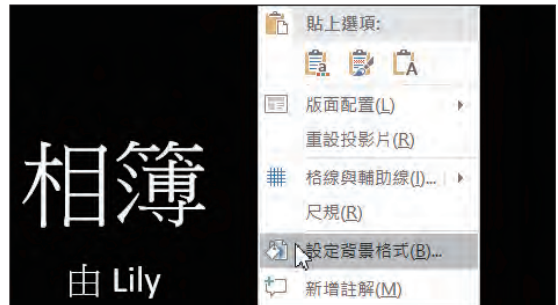 貼上選項:
版面配置(L)
重設投影片(R)
格線與輔助線(I)...
尺規(R)
設定背景格式(B)...
新增註解(M)
相簿
由 Lily